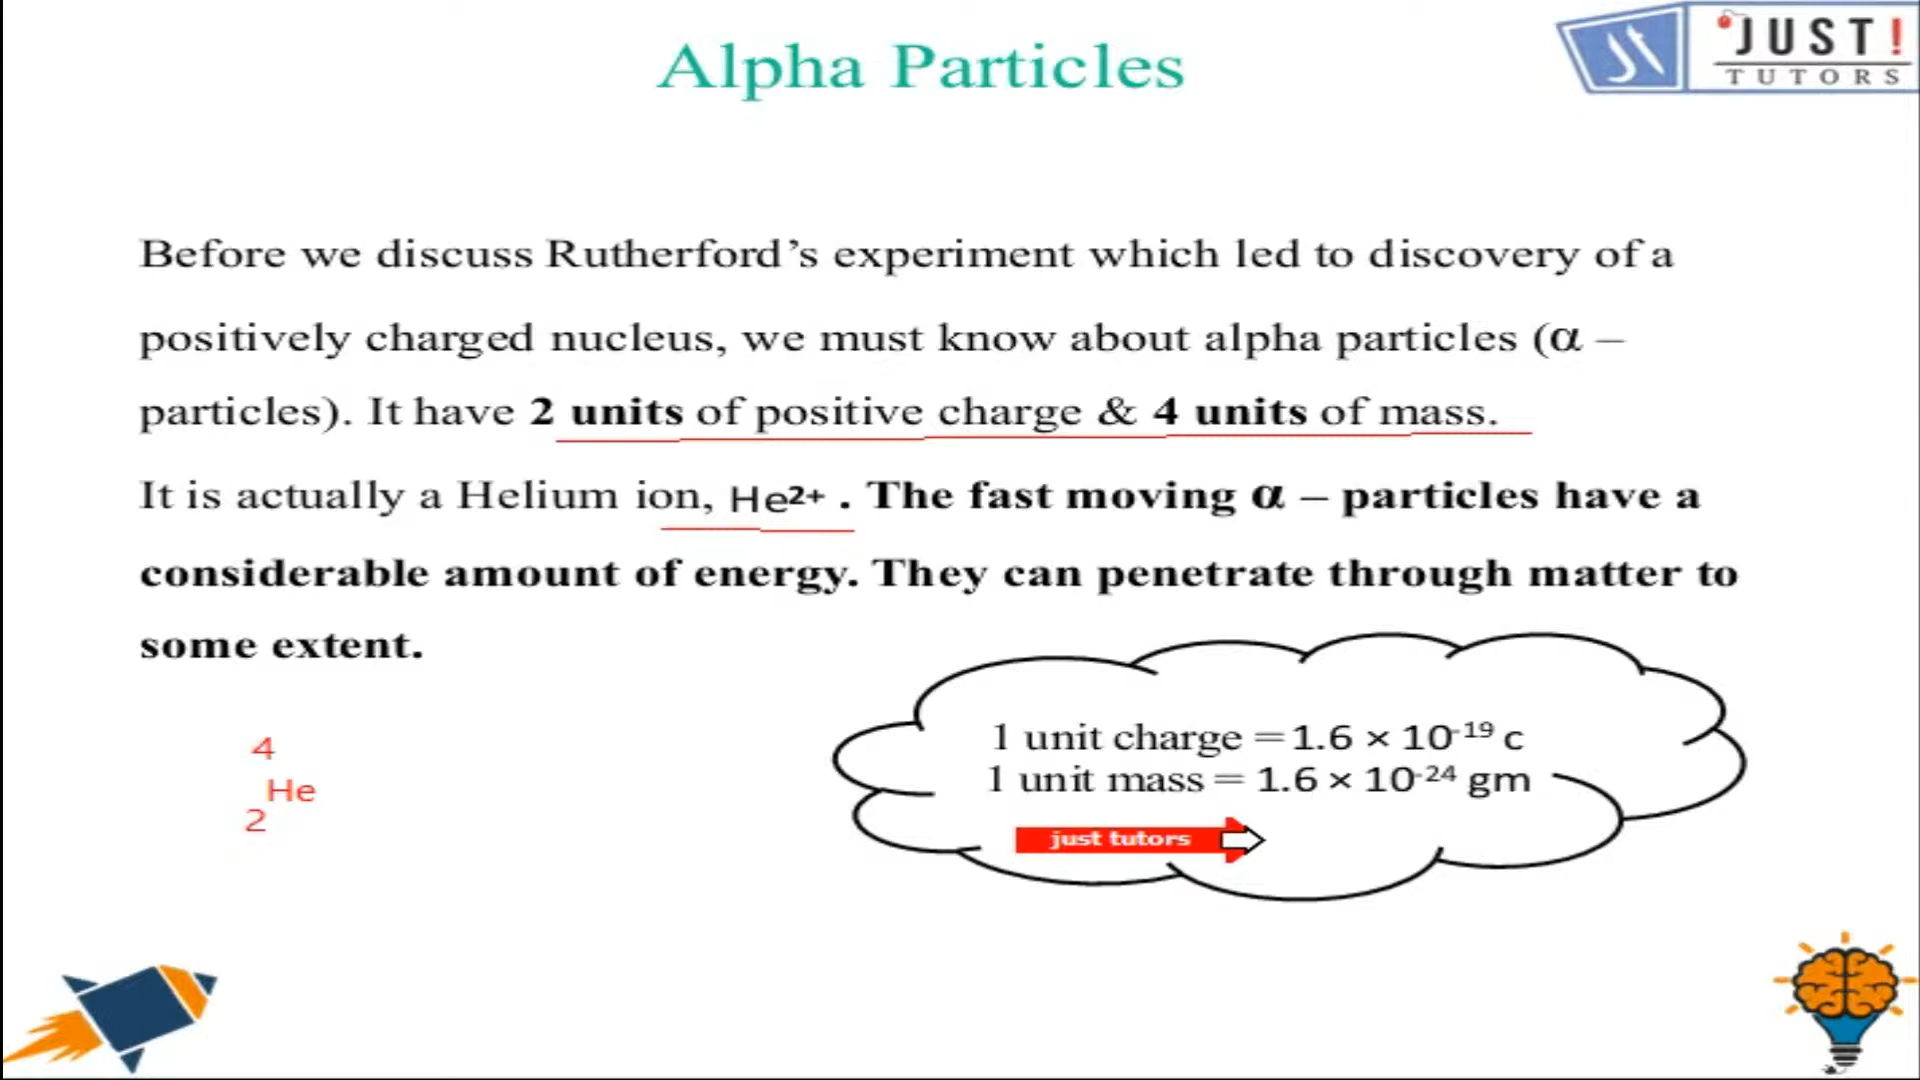 Alpha Particles
JUST!
TUTORS
Before we discuss Rutherford’s experiment which led to discovery of a
positively charged nucleus, we must know about alpha particles (α –
particles). It have 2 units of positive charge & 4 units of mass.
It is actually a Helium ion, He²⁺ . The fast moving α – particles have a
considerable amount of energy. They can penetrate through matter to
some extent.
4
He
2
1 unit charge = 1.6 × 10⁻¹⁹ c
1 unit mass = 1.6 × 10⁻²⁴ gm
just tutors